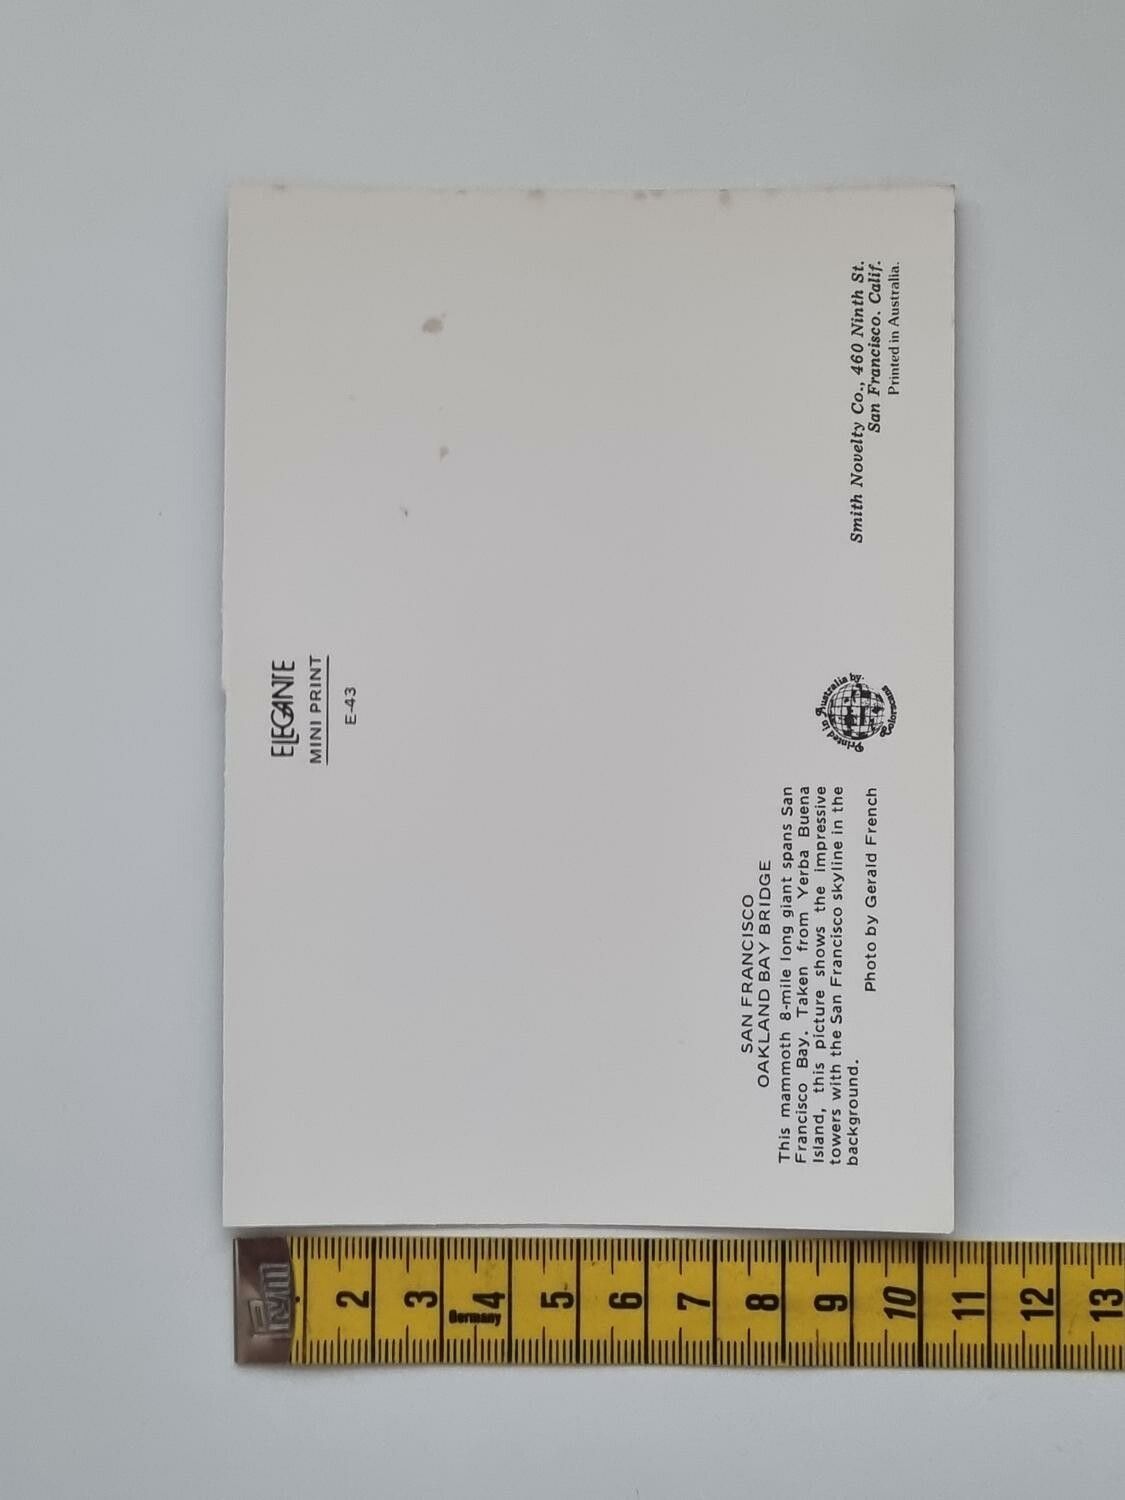 ELEGANTE
MINI PRINT
E-43
SAN FRANCISCO
OAKLAND BAY BRIDGE
This mammoth 8-mile long giant spans San
Francisco Bay. Taken from Yerba Buena
Island, this picture shows the impressive
towers with the San Francisco skyline in the
background.
Photo by Gerald French
Printed in Australia by
Colorscans
Smith Novelty Co., 460 Ninth St.
San Francisco. Calif.
Printed in Australia.
2 3 4 5 6 7 8 9 10 11 12 13
Germany